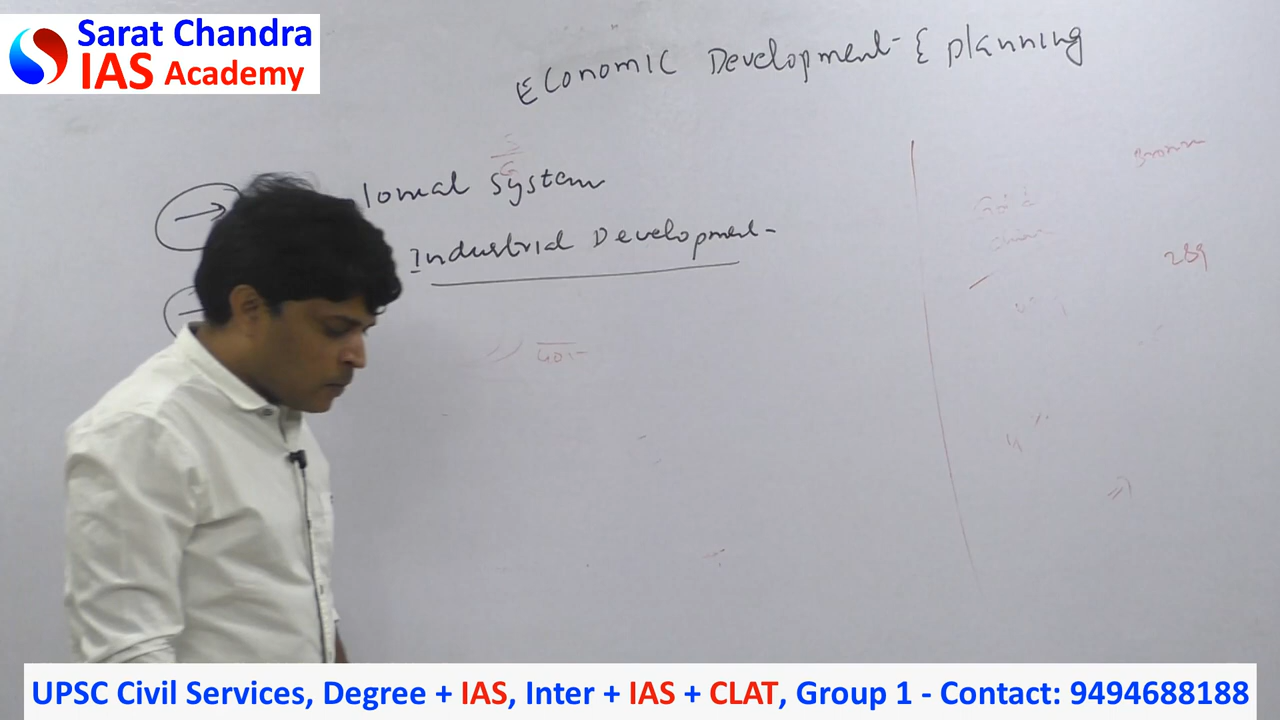 Sarat Chandra
IAS Academy
Economic Development & planning
System
Industrial Development
289
UPSC Civil Services, Degree + IAS, Inter + IAS + CLAT, Group 1 - Contact: 9494688188